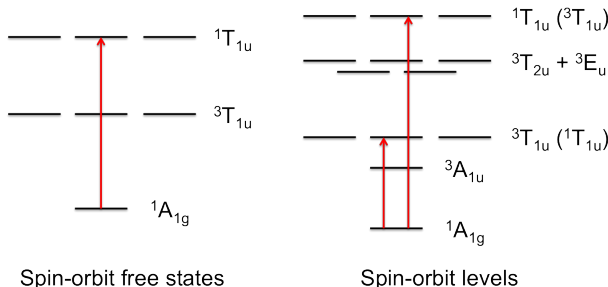 ¹T₁ᵤ
³T₁ᵤ
¹A₁g
Spin-orbit free states
¹T₁ᵤ (³T₁ᵤ)
³T₂ᵤ + ³Eᵤ
³T₁ᵤ (¹T₁ᵤ)
³A₁ᵤ
¹A₁g
Spin-orbit levels